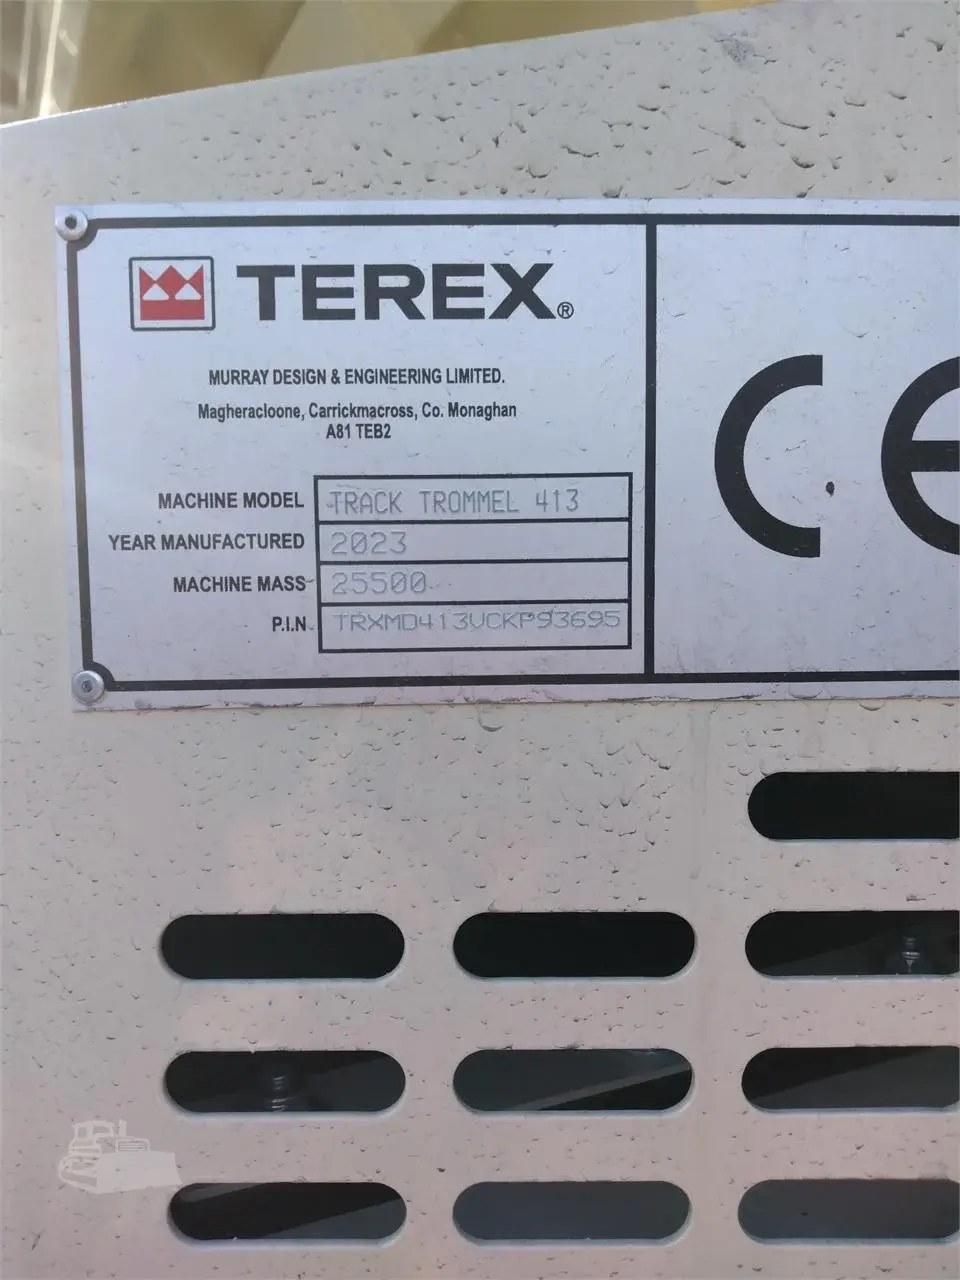 TEREX®
MURRAY DESIGN & ENGINEERING LIMITED.
Magheracloone, Carrickmacross, Co. Monaghan
A81 TEB2
MACHINE MODEL TRACK TROMMEL 413
YEAR MANUFACTURED 2023
MACHINE MASS 25500
P.I.N TRXMD413VCKP93695
CE